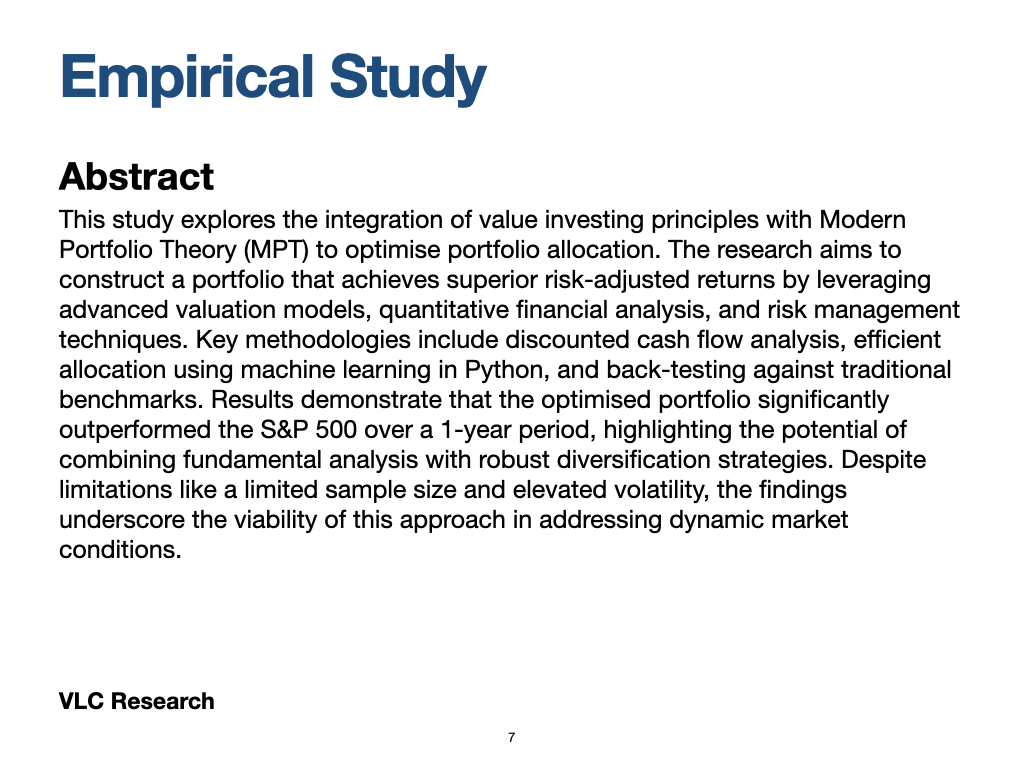 Empirical Study
Abstract
This study explores the integration of value investing principles with Modern
Portfolio Theory (MPT) to optimise portfolio allocation. The research aims to
construct a portfolio that achieves superior risk-adjusted returns by leveraging
advanced valuation models, quantitative financial analysis, and risk management
techniques. Key methodologies include discounted cash flow analysis, efficient
allocation using machine learning in Python, and back-testing against traditional
benchmarks. Results demonstrate that the optimised portfolio significantly
outperformed the S&P 500 over a 1-year period, highlighting the potential of
combining fundamental analysis with robust diversification strategies. Despite
limitations like a limited sample size and elevated volatility, the findings
underscore the viability of this approach in addressing dynamic market
conditions.
VLC Research
7